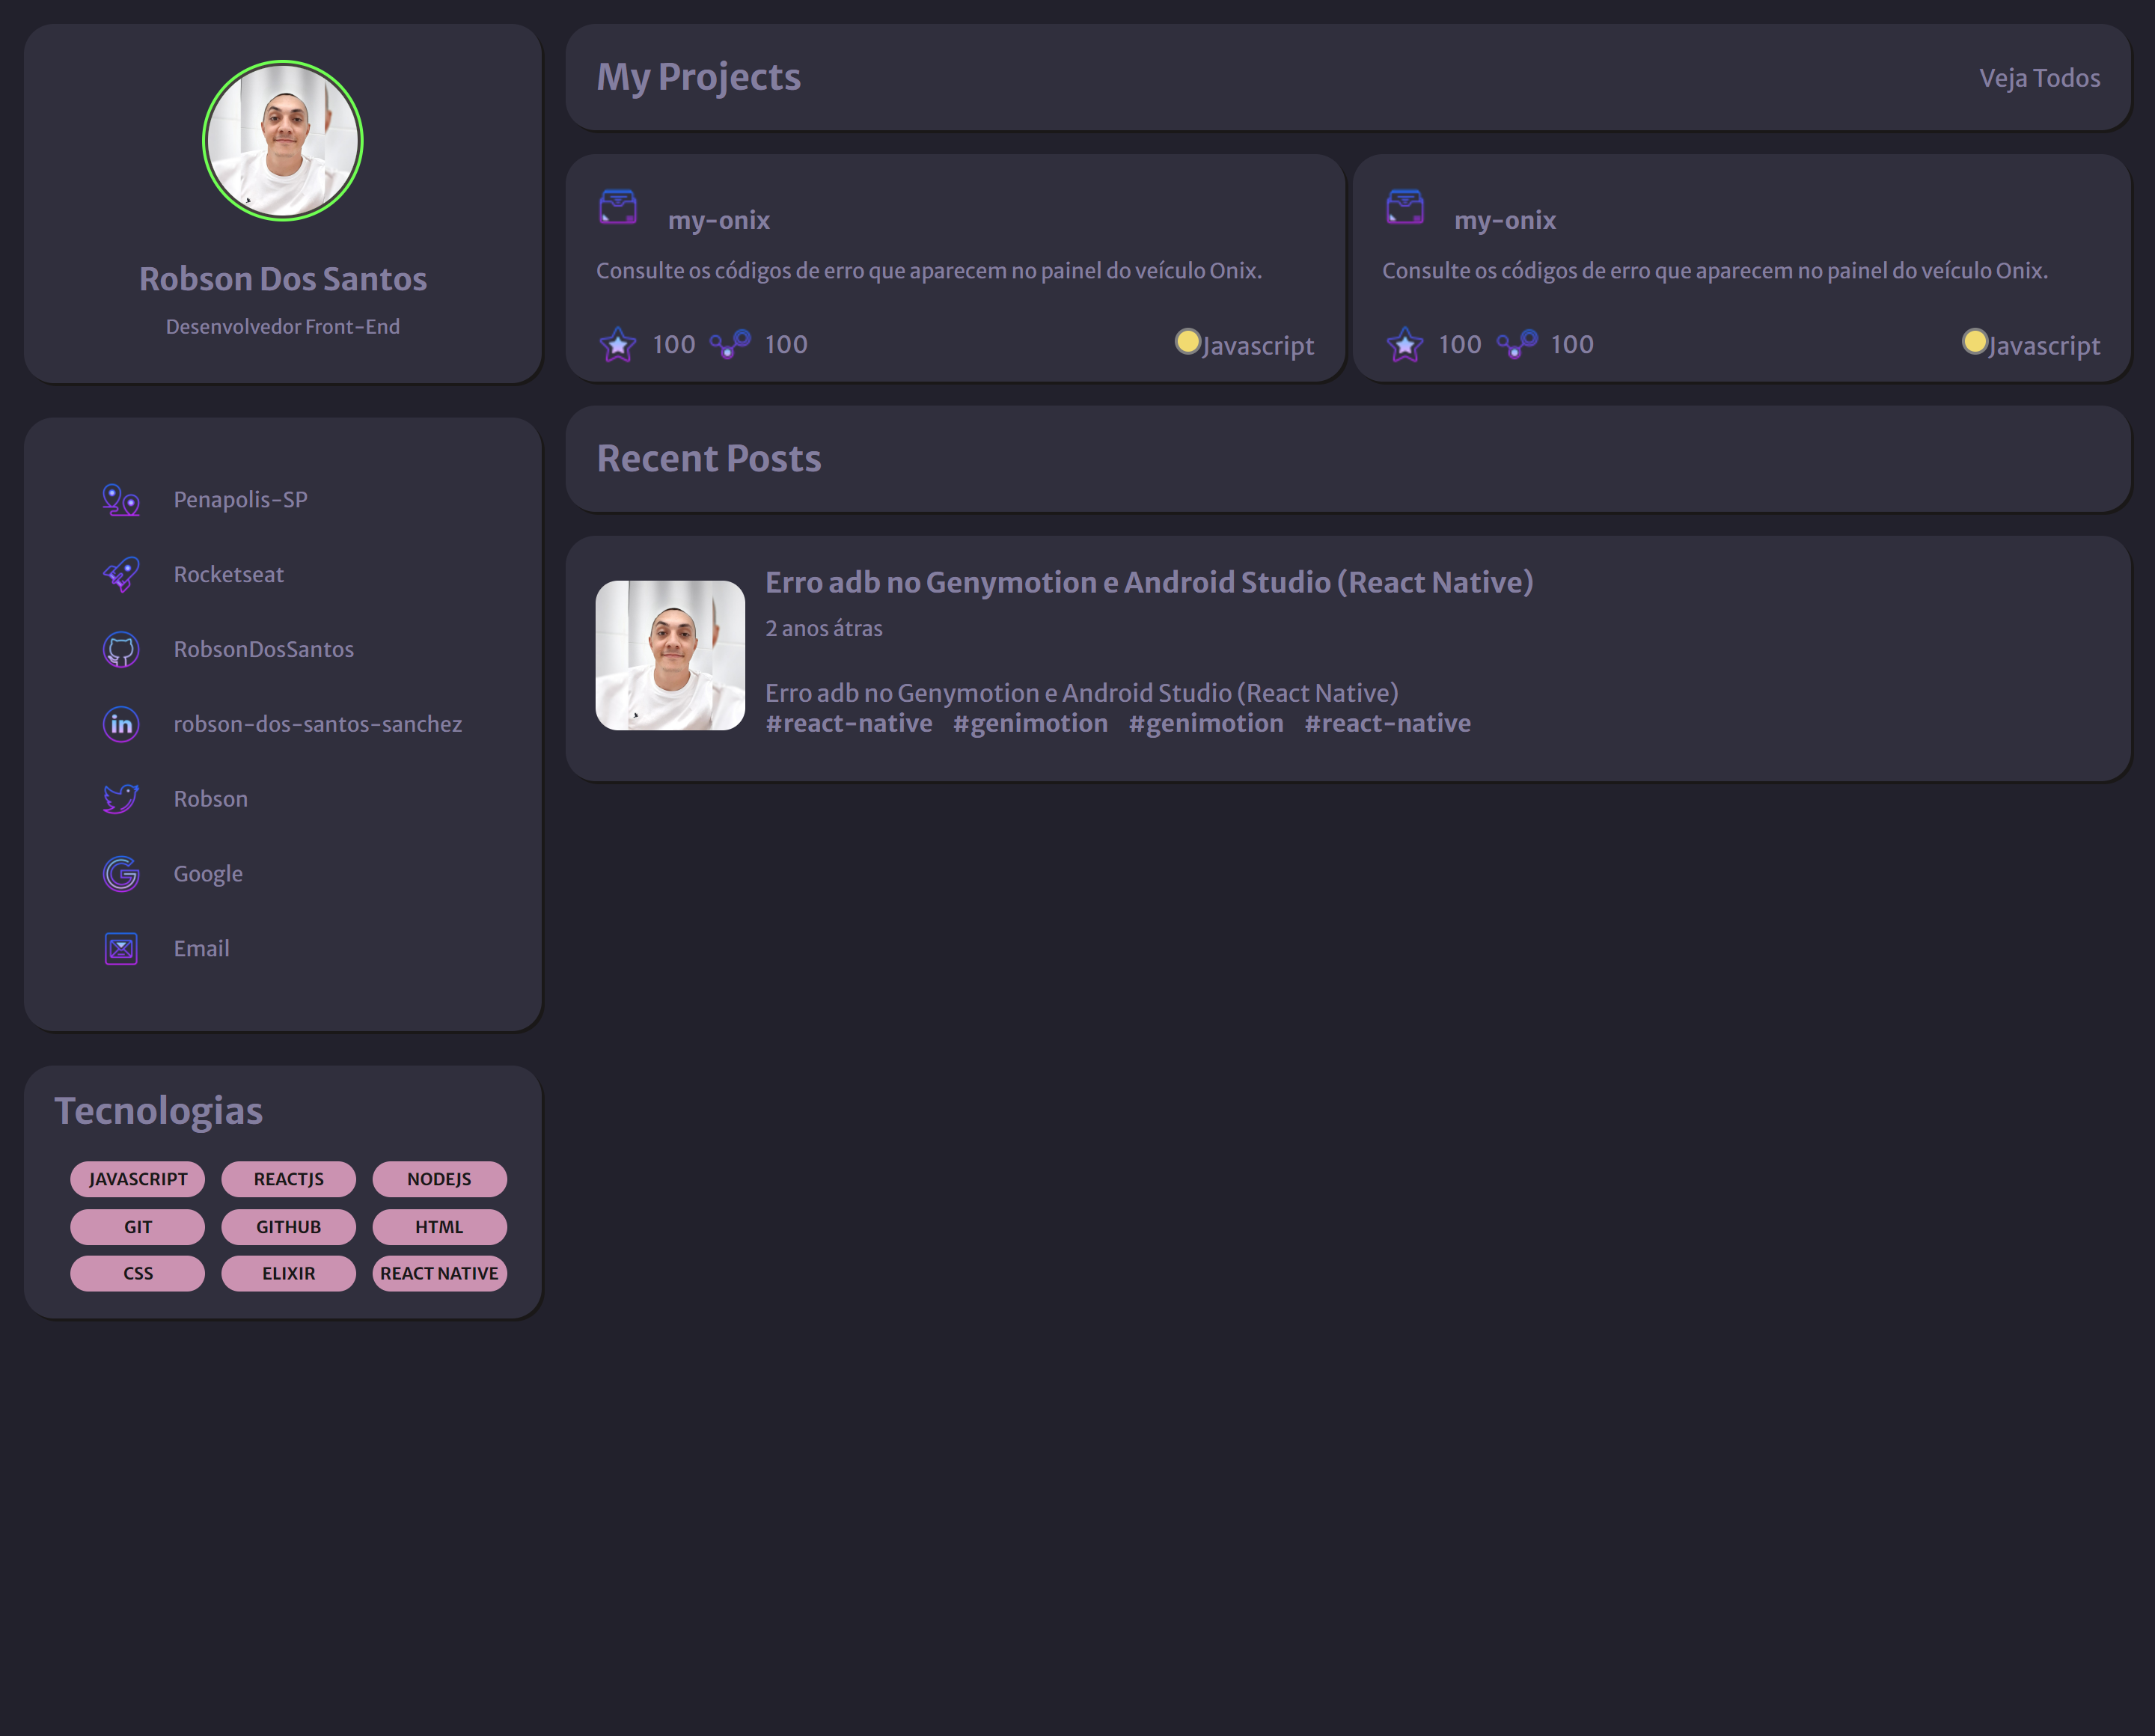 Robson Dos Santos
Desenvolvedor Front-End
Penapolis-SP
Rocketseat
RobsonDosSantos
robson-dos-santos-sanchez
Robson
Google
Email
Tecnologias
JAVASCRIPT REACTJS NODEJS
GIT GITHUB HTML
CSS ELIXIR REACT NATIVE
My Projects Veja Todos
my-onix
Consulte os códigos de erro que aparecem no painel do veículo Onix.
100 100 Javascript
my-onix
Consulte os códigos de erro que aparecem no painel do veículo Onix.
100 100 Javascript
Recent Posts
Erro adb no Genymotion e Android Studio (React Native)
2 anos átras
Erro adb no Genymotion e Android Studio (React Native)
#react-native #genimotion #genimotion #react-native